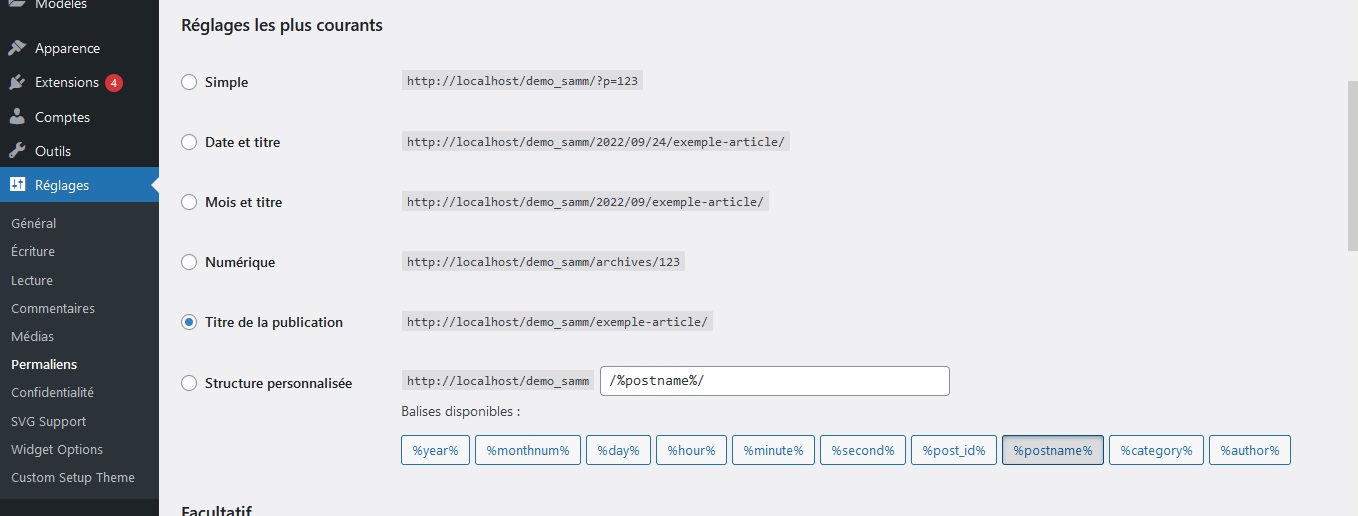 Modèles
Apparence
Extensions 4
Comptes
Outils
Réglages
Général
Écriture
Lecture
Commentaires
Médias
Permaliens
Confidentialité
SVG Support
Widget Options
Custom Setup Theme
Réglages les plus courants
Simple http://localhost/demo_samm/?p=123
Date et titre http://localhost/demo_samm/2022/09/24/exemple-article/
Mois et titre http://localhost/demo_samm/2022/09/exemple-article/
Numérique http://localhost/demo_samm/archives/123
Titre de la publication http://localhost/demo_samm/exemple-article/
Structure personnalisée http://localhost/demo_samm /%postname%/
Balises disponibles :
%year% %monthnum% %day% %hour% %minute% %second% %post_id% %postname% %category% %author%
Facultatif